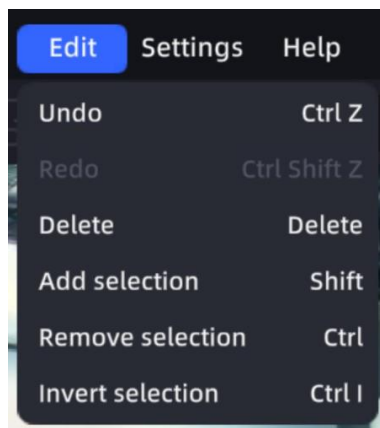 Edit Settings Help
Undo Ctrl Z
Redo Ctrl Shift Z
Delete Delete
Add selection Shift
Remove selection Ctrl
Invert selection Ctrl I